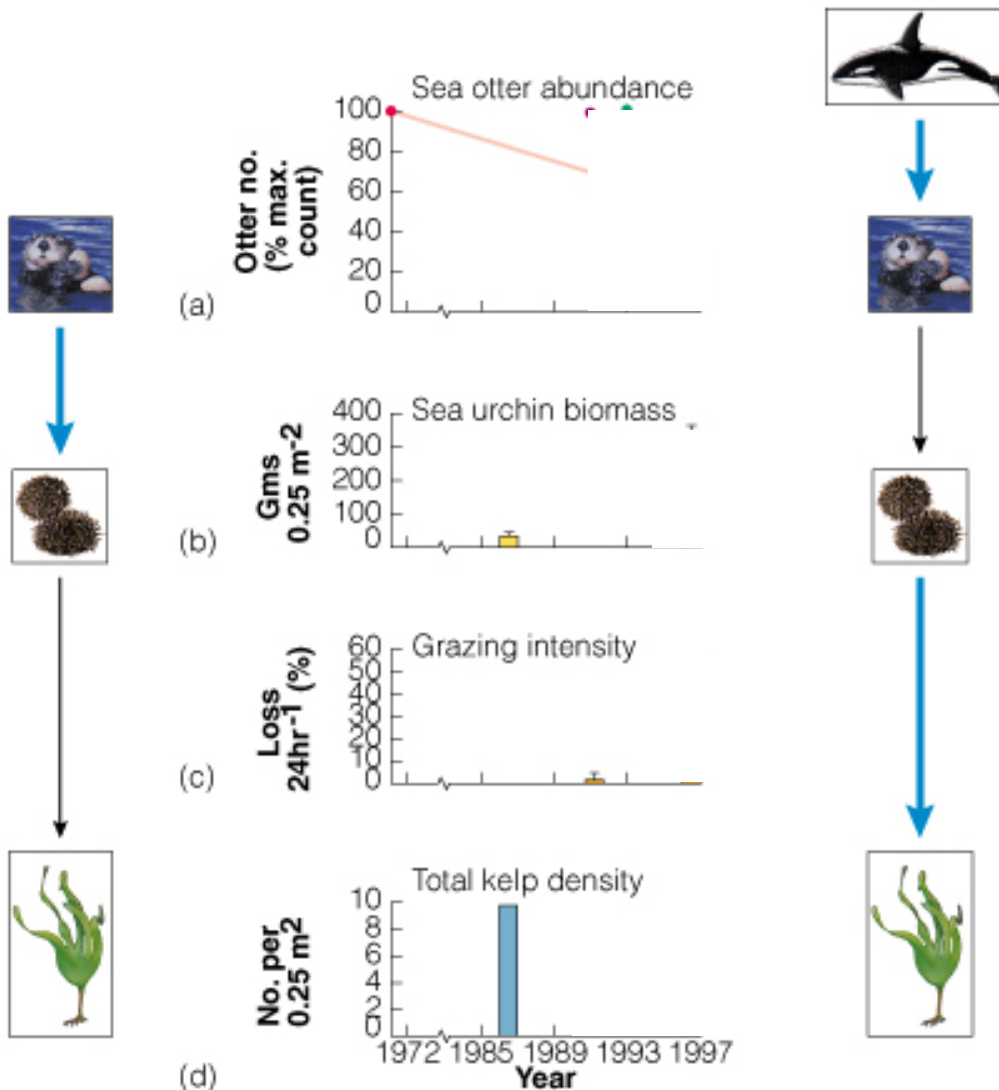 Sea otter abundance
100
80
60
40
20
0
Otter no.
(% max.
count)
(a)
Sea urchin biomass
400
300
200
100
0
Gms
0.25 m-2
(b)
Grazing intensity
60
50
40
30
20
10
0
Loss
24hr-1 (%)
(c)
Total kelp density
10
8
6
4
2
0
No. per
0.25 m2
1972 1985 1989 1993 1997
Year
(d)